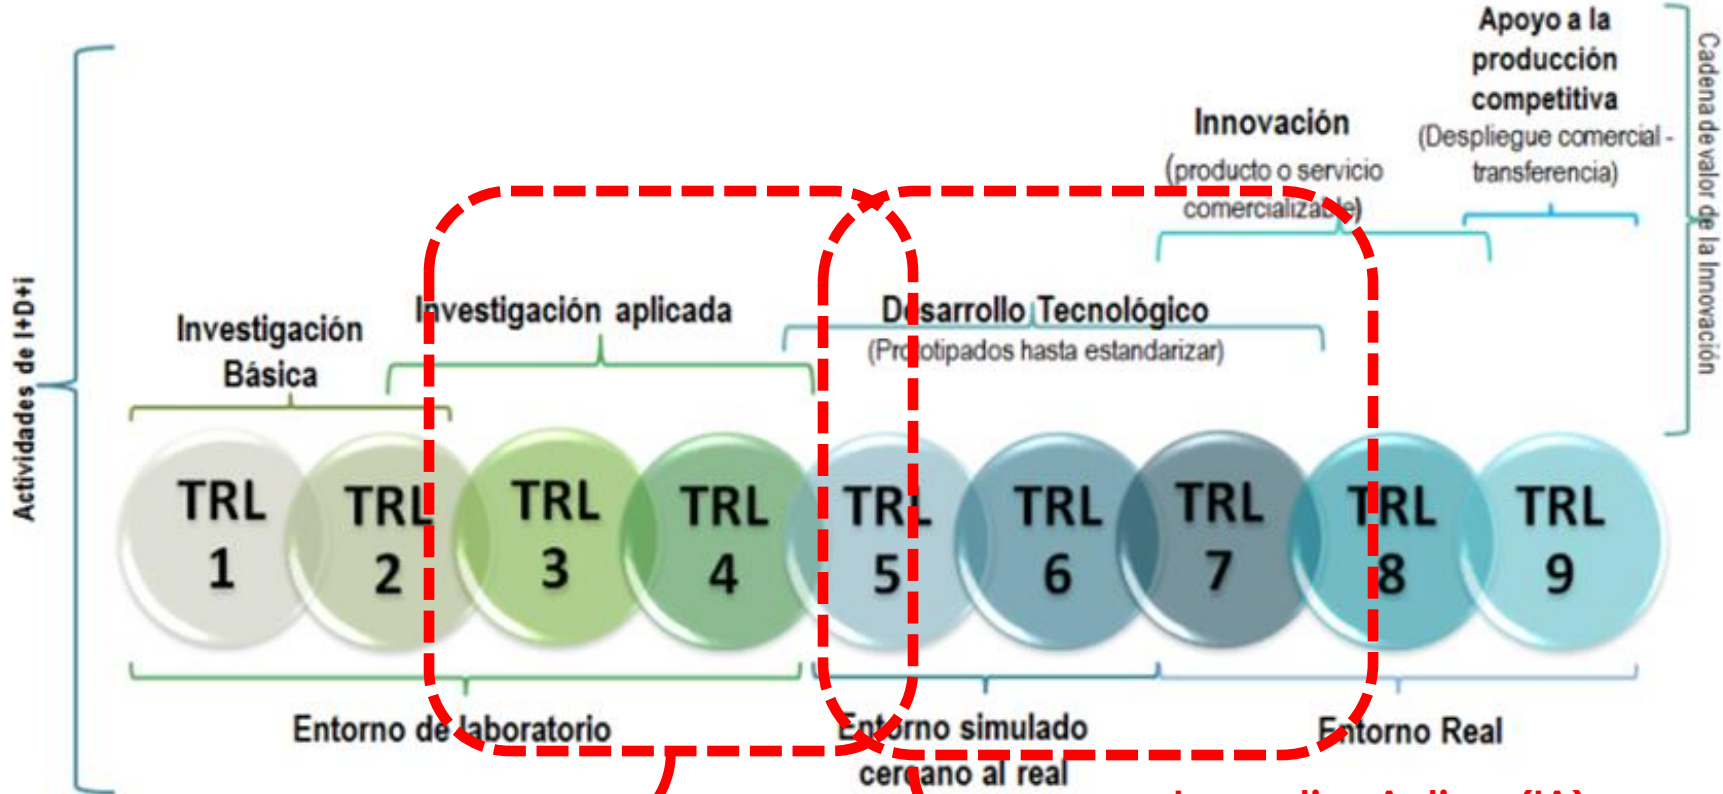 Apoyo a la
producción
competitiva
(Despliegue comercial -
transferencia)
Cadena de valor de la Innovación
Innovación
(producto o servicio
comercializable)
Actividades de I+D+i
Investigación
Básica
Investigación aplicada
Desarrollo Tecnológico
(Prototipados hasta estandarizar)
TRL
1
TRL
2
TRL
3
TRL
4
TRL
5
TRL
6
TRL
7
TRL
8
TRL
9
Entorno de laboratorio
Entorno simulado
cercano al real
Entorno Real